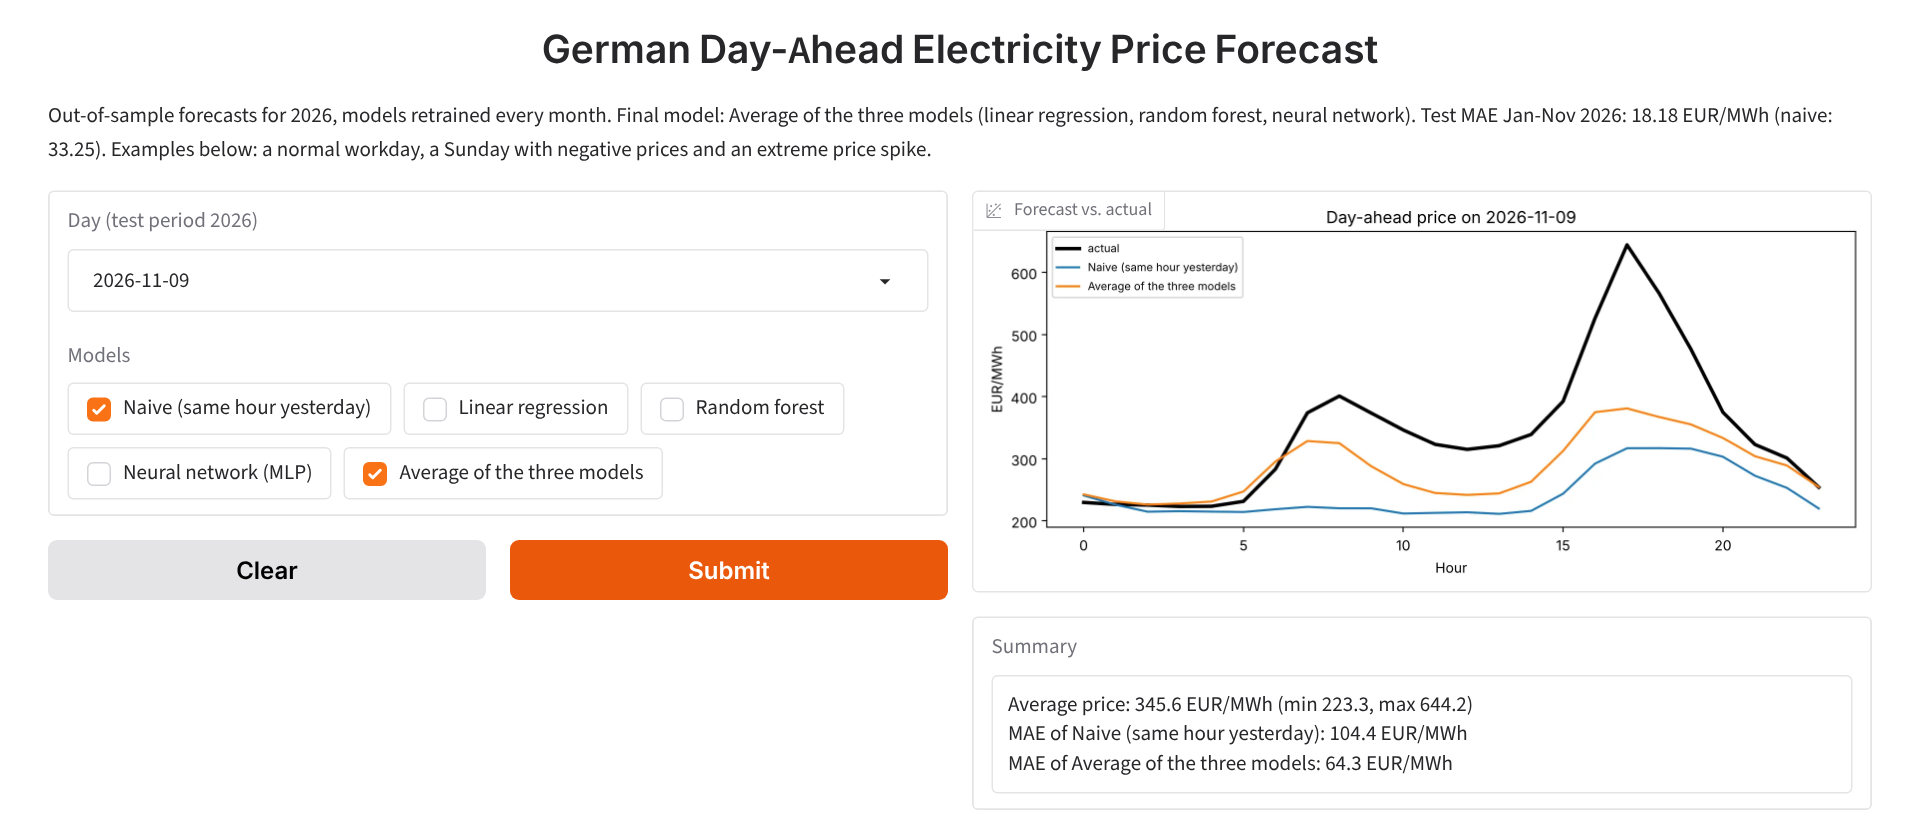 German Day-Ahead Electricity Price Forecast
Out-of-sample forecasts for 2026, models retrained every month. Final model: Average of the three models (linear regression, random forest, neural network). Test MAE Jan-Nov 2026: 18.18 EUR/MWh (naive:
33.25). Examples below: a normal workday, a Sunday with negative prices and an extreme price spike.
Day (test period 2026)
2026-11-09
Models
Naive (same hour yesterday)
Linear regression
Random forest
Neural network (MLP)
Average of the three models
Clear
Submit
Forecast vs. actual
Day-ahead price on 2026-11-09
actual
Naive (same hour yesterday)
Average of the three models
EUR/MWh
600
500
400
300
200
0 5 10 15 20
Hour
Summary
Average price: 345.6 EUR/MWh (min 223.3, max 644.2)
MAE of Naive (same hour yesterday): 104.4 EUR/MWh
MAE of Average of the three models: 64.3 EUR/MWh